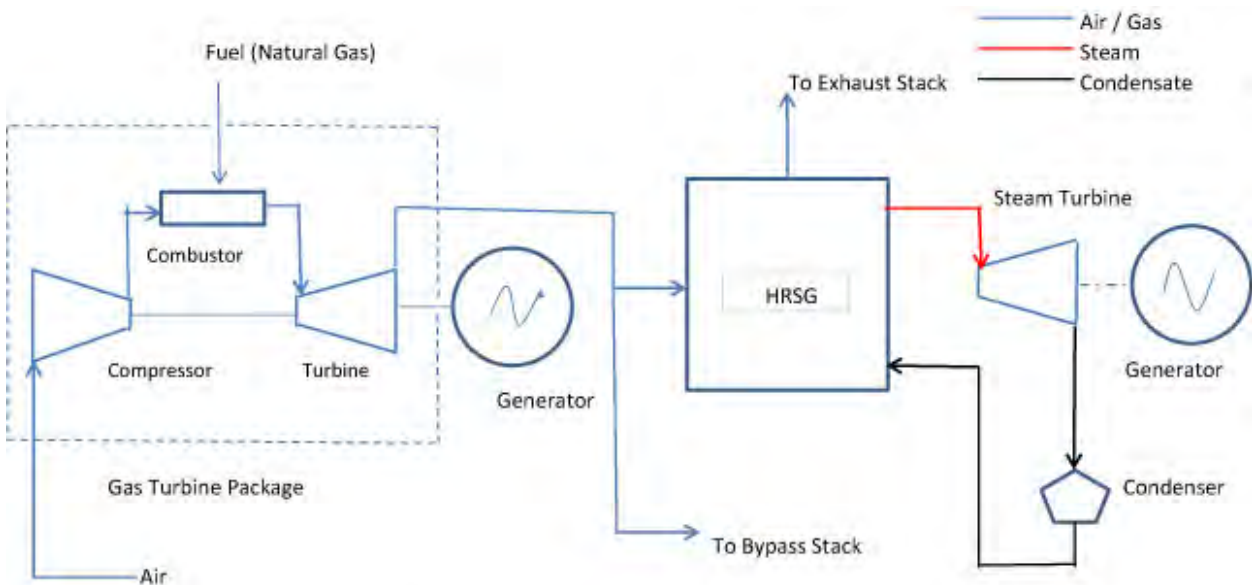 Air / Gas
Steam
Condensate
Fuel (Natural Gas)
To Exhaust Stack
Steam Turbine
Combustor
HRSG
Compressor
Turbine
Generator
Generator
Gas Turbine Package
Condenser
To Bypass Stack
Air